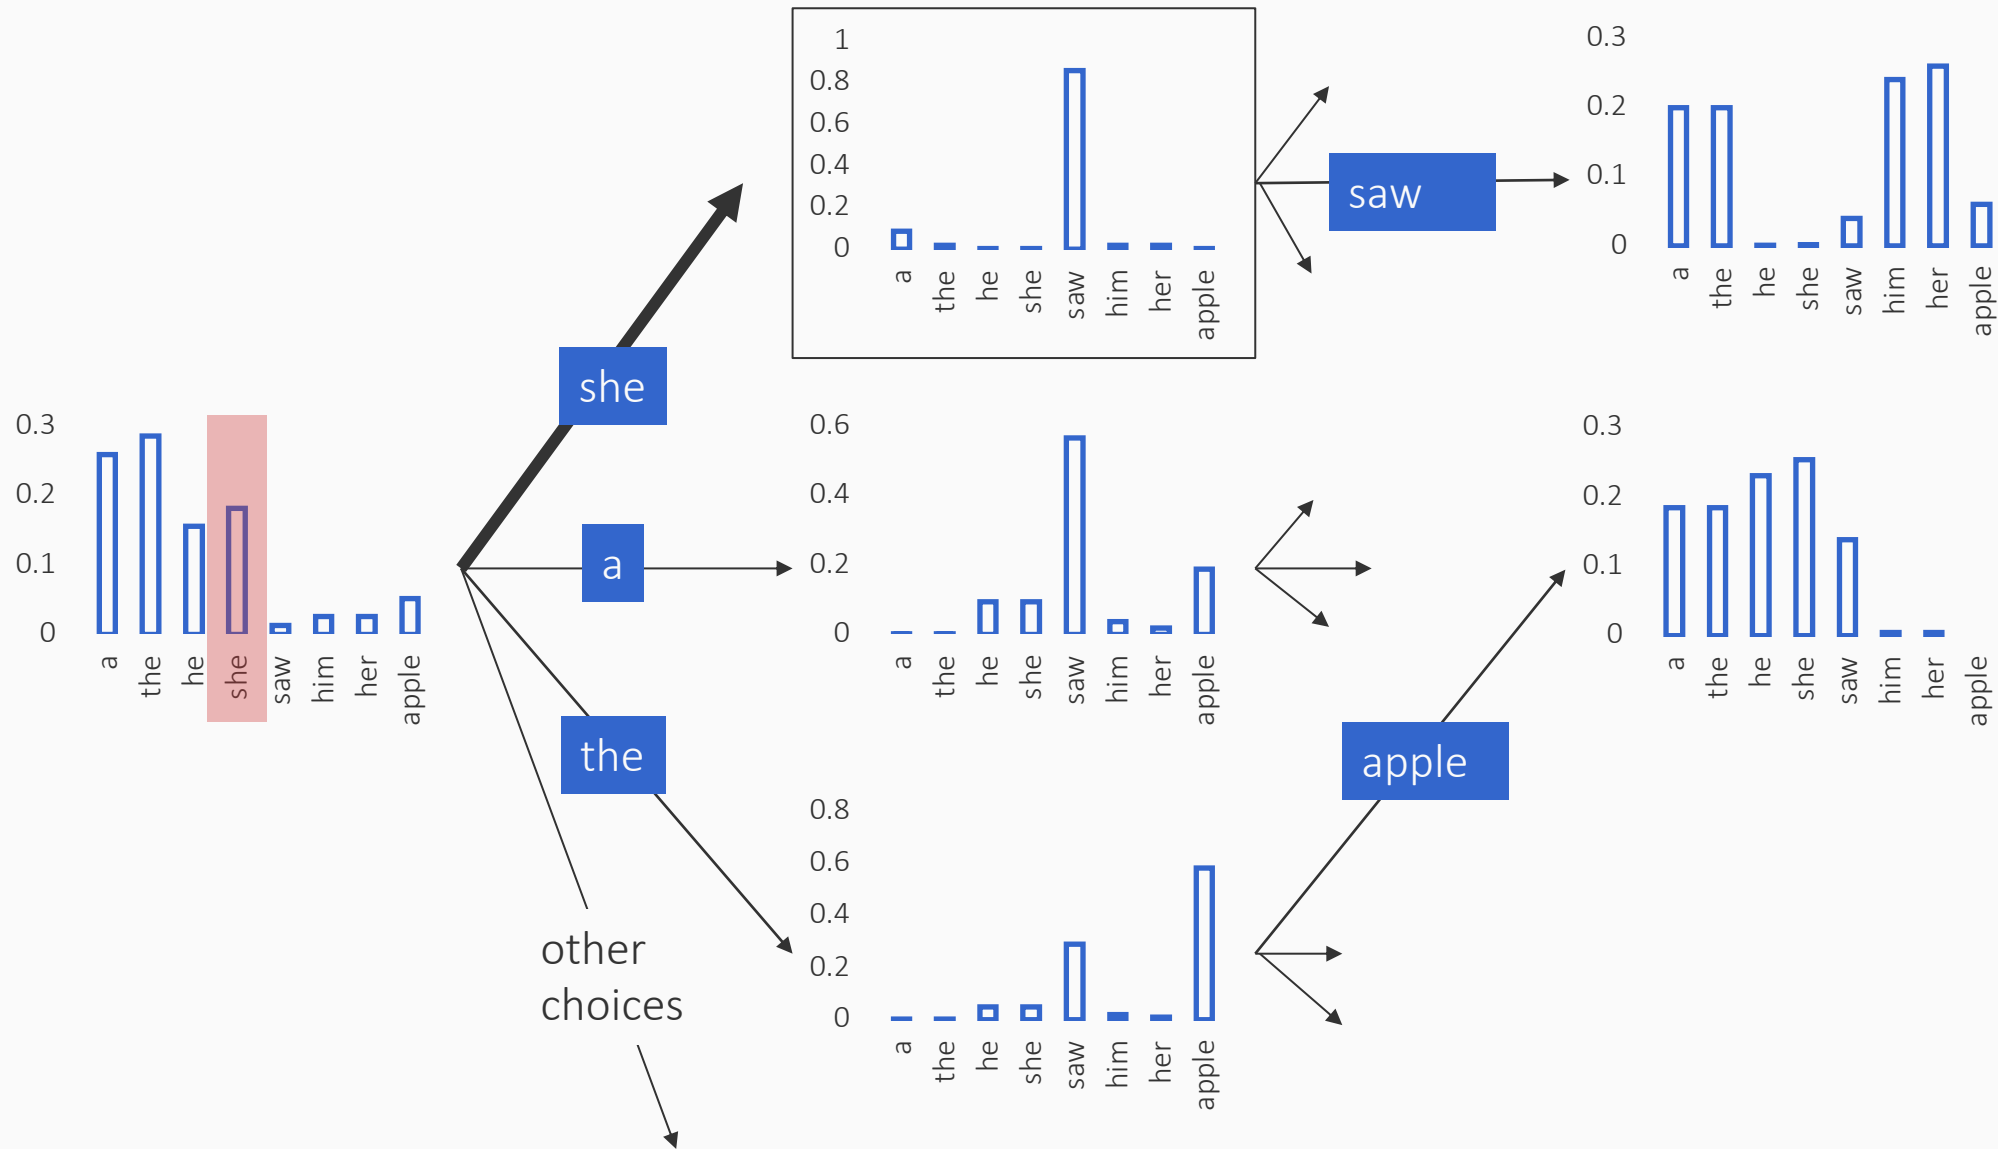 1
0.8
0.6
0.4
0.2
0
a
the
he
she
saw
him
her
apple
saw
0.3
0.2
0.1
0
a
the
he
she
saw
him
her
apple
she
0.3
0.2
0.1
0
a
the
he
she
saw
him
her
apple
a
0.6
0.4
0.2
0
a
the
he
she
saw
him
her
apple
0.3
0.2
0.1
0
a
the
he
she
saw
him
her
apple
the
apple
0.8
0.6
0.4
0.2
0
a
the
he
she
saw
him
her
apple
other
choices